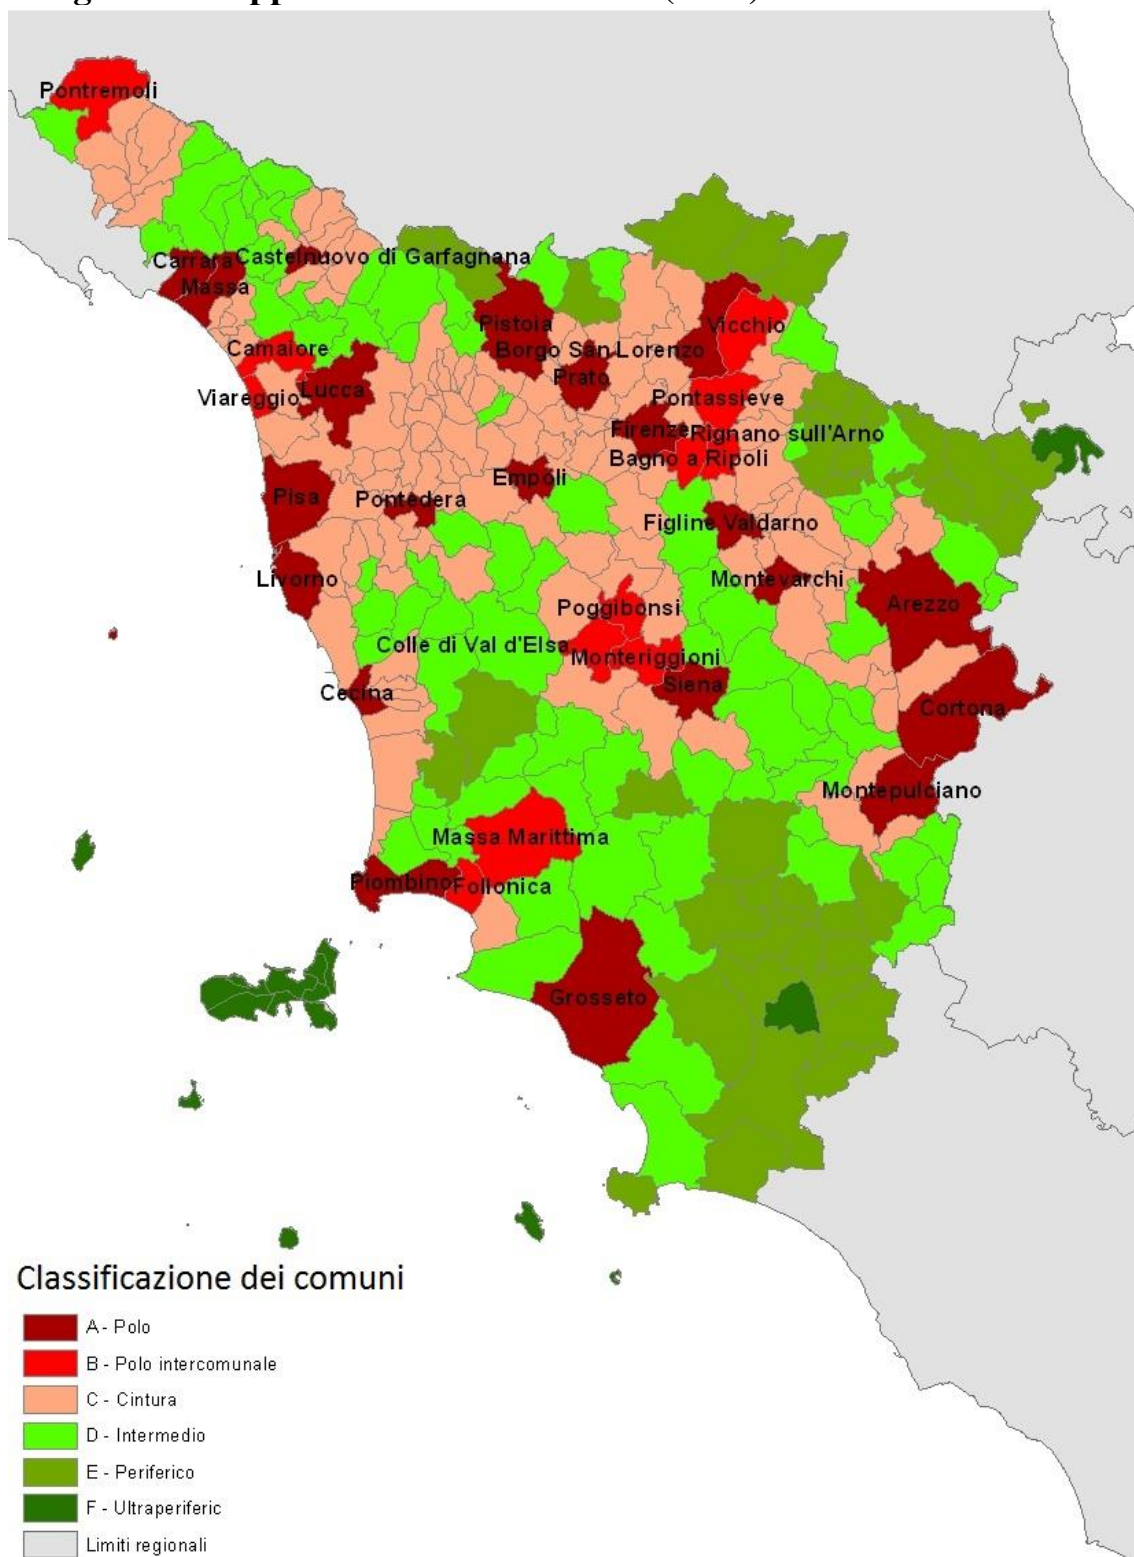 Pontremoli
Carrara
Castelnuovo di Garfagnana
Massa
Pistoia
Vicchio
Camaiore
Borgo San Lorenzo
Prato
Viareggio
Lucca
Pontassieve
Firenze
Rignano sull'Arno
Bagno a Ripoli
Empoli
Pisa
Pontedera
Figline Valdarno
Livorno
Montevarchi
Poggibonsi
Arezzo
Colle di Val d'Elsa
Monteriggioni
Siena
Cecina
Cortona
Montepulciano
Massa Marittima
Piombino
Follonica
Grosseto
Classificazione dei comuni
A - Polo
B - Polo intercomunale
C - Cintura
D - Intermedio
E - Periferico
F - Ultraperiferic
Limiti regionali